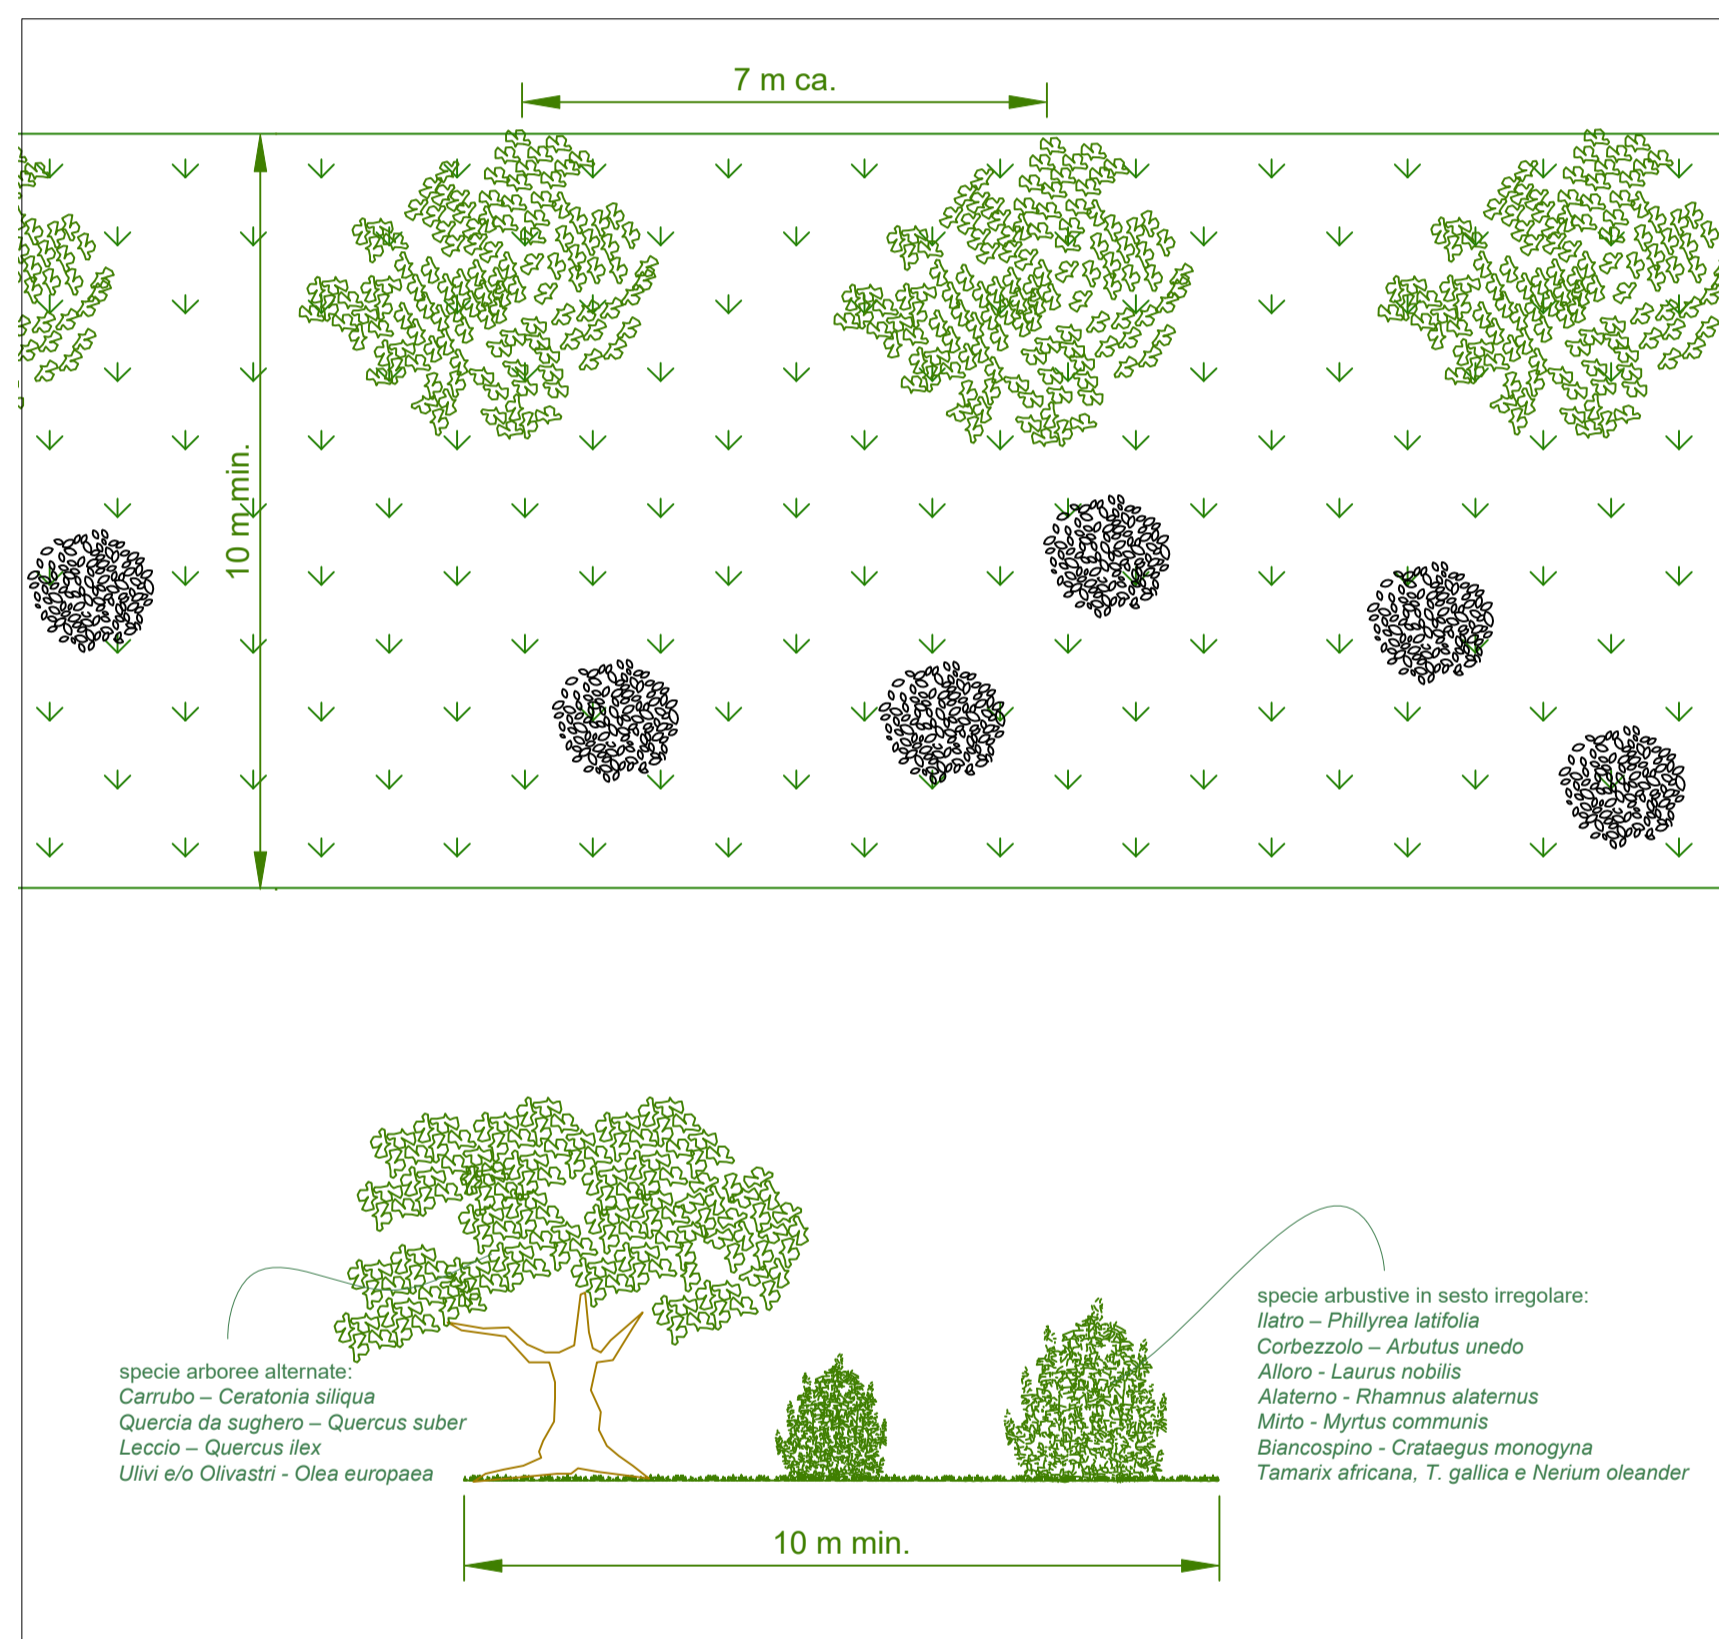 7 m ca.
10 m min.
specie arboree alternate:
Carrubo – Ceratonia siliqua
Quercia da sughero – Quercus suber
Leccio – Quercus ilex
Ulivi e/o Olivastri - Olea europaea
specie arbustive in sesto irregolare:
Ilatro – Phillyrea latifolia
Corbezzolo – Arbutus unedo
Alloro - Laurus nobilis
Alaterno - Rhamnus alaternus
Mirto - Myrtus communis
Biancospino - Crataegus monogyna
Tamarix africana, T. gallica e Nerium oleander
10 m min.